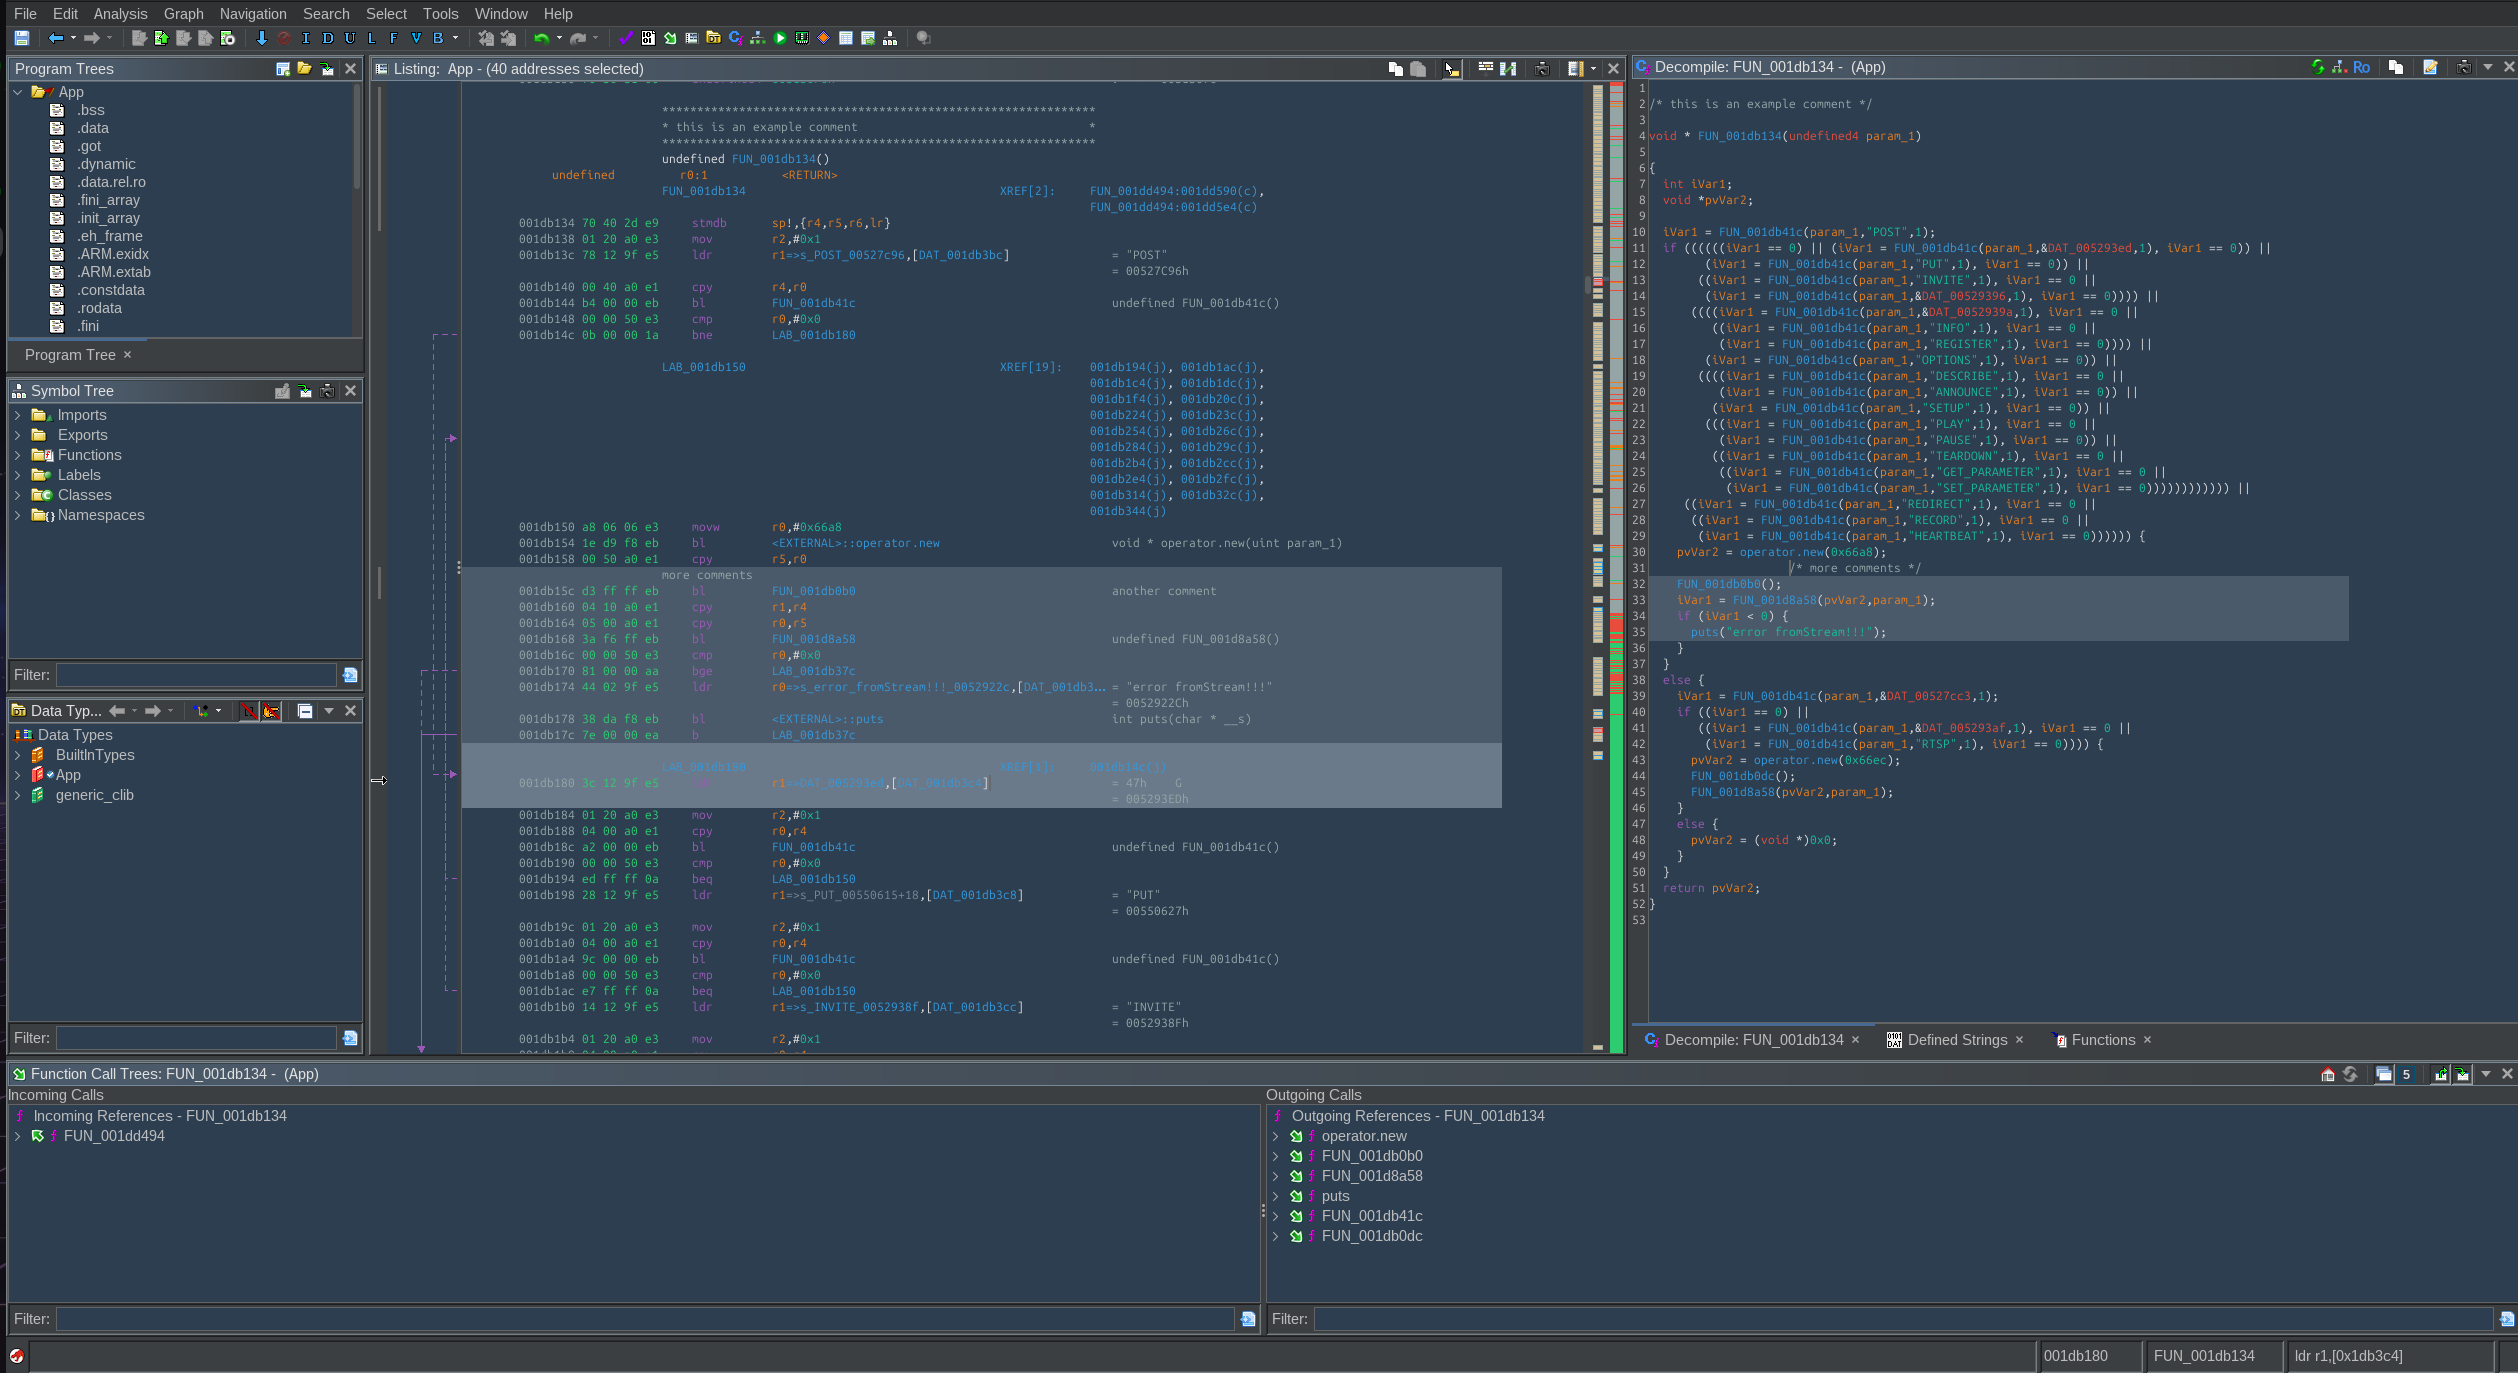 File Edit Analysis Graph Navigation Search Select Tools Window Help
I D U L F V B
Program Trees
App
.bss
.data
.got
.dynamic
.data.rel.ro
.fini_array
.init_array
.eh_frame
.ARM.exidx
.ARM.extab
.constdata
.rodata
.fini
Program Tree ×
Symbol Tree
Imports
Exports
Functions
Labels
Classes
Namespaces
Filter:
Data Typ...
Data Types
BuiltInTypes
App
generic_clib
Filter:
Listing: App - (40 addresses selected)
**************************************************************
* this is an example comment *
**************************************************************
undefined FUN_001db134()
undefined r0:1 <RETURN>
FUN_001db134 XREF[2]: FUN_001dd494:001dd590(c),
FUN_001dd494:001dd5e4(c)
001db134 70 40 2d e9 stmdb sp!,{r4,r5,r6,lr}
001db138 01 20 a0 e3 mov r2,#0x1
001db13c 78 12 9f e5 ldr r1=>s_POST_00527c96,[DAT_001db3bc] = "POST"
= 00527C96h
001db140 00 40 a0 e1 cpy r4,r0
001db144 b4 00 00 eb bl FUN_001db41c undefined FUN_001db41c()
001db148 00 00 50 e3 cmp r0,#0x0
001db14c 0b 00 00 1a bne LAB_001db180
LAB_001db150 XREF[19]: 001db194(j), 001db1ac(j),
001db1c4(j), 001db1dc(j),
001db1f4(j), 001db20c(j),
001db224(j), 001db23c(j),
001db254(j), 001db26c(j),
001db284(j), 001db29c(j),
001db2b4(j), 001db2cc(j),
001db2e4(j), 001db2fc(j),
001db314(j), 001db32c(j),
001db344(j)
001db150 a8 06 06 e3 movw r0,#0x66a8
001db154 1e d9 f8 eb bl <EXTERNAL>::operator.new void * operator.new(uint param_1)
001db158 00 50 a0 e1 cpy r5,r0
more comments
001db15c d3 ff ff eb bl FUN_001db0b0 another comment
001db160 04 10 a0 e1 cpy r1,r4
001db164 05 00 a0 e1 cpy r0,r5
001db168 3a f6 ff eb bl FUN_001d8a58 undefined FUN_001d8a58()
001db16c 00 00 50 e3 cmp r0,#0x0
001db170 81 00 00 aa bge LAB_001db37c
001db174 44 02 9f e5 ldr r0=>s_error_fromStream!!!_0052922c,[DAT_001db3... = "error fromStream!!!"
= 0052922Ch
001db178 38 da f8 eb bl <EXTERNAL>::puts int puts(char * __s)
001db17c 7e 00 00 ea b LAB_001db37c
LAB_001db180 XREF[1]: 001db14c(j)
001db180 3c 12 9f e5 ldr r1=>DAT_005293ed,[DAT_001db3c4] = 47h G
= 005293EDh
001db184 01 20 a0 e3 mov r2,#0x1
001db188 04 00 a0 e1 cpy r0,r4
001db18c a2 00 00 eb bl FUN_001db41c undefined FUN_001db41c()
001db190 00 00 50 e3 cmp r0,#0x0
001db194 ed ff ff 0a beq LAB_001db150
001db198 28 12 9f e5 ldr r1=>s_PUT_00550615+18,[DAT_001db3c8] = "PUT"
= 00550627h
001db19c 01 20 a0 e3 mov r2,#0x1
001db1a0 04 00 a0 e1 cpy r0,r4
001db1a4 9c 00 00 eb bl FUN_001db41c undefined FUN_001db41c()
001db1a8 00 00 50 e3 cmp r0,#0x0
001db1ac e7 ff ff 0a beq LAB_001db150
001db1b0 14 12 9f e5 ldr r1=>s_INVITE_0052938f,[DAT_001db3cc] = "INVITE"
= 0052938Fh
001db1b4 01 20 a0 e3 mov r2,#0x1
Decompile: FUN_001db134 - (App)
Ro
1
2 /* this is an example comment */
3
4 void * FUN_001db134(undefined4 param_1)
5
6 {
7 int iVar1;
8 void *pvVar2;
9
10 iVar1 = FUN_001db41c(param_1,"POST",1);
11 if ((((((iVar1 == 0) || (iVar1 = FUN_001db41c(param_1,&DAT_005293ed,1), iVar1 == 0)) ||
12 (iVar1 = FUN_001db41c(param_1,"PUT",1), iVar1 == 0)) ||
13 ((iVar1 = FUN_001db41c(param_1,"INVITE",1), iVar1 == 0 ||
14 (iVar1 = FUN_001db41c(param_1,&DAT_00529396,1), iVar1 == 0)))) ||
15 ((((iVar1 = FUN_001db41c(param_1,&DAT_0052939a,1), iVar1 == 0 ||
16 ((iVar1 = FUN_001db41c(param_1,"INFO",1), iVar1 == 0 ||
17 (iVar1 = FUN_001db41c(param_1,"REGISTER",1), iVar1 == 0)))) ||
18 (iVar1 = FUN_001db41c(param_1,"OPTIONS",1), iVar1 == 0)) ||
19 ((((iVar1 = FUN_001db41c(param_1,"DESCRIBE",1), iVar1 == 0 ||
20 (iVar1 = FUN_001db41c(param_1,"ANNOUNCE",1), iVar1 == 0)) ||
21 (iVar1 = FUN_001db41c(param_1,"SETUP",1), iVar1 == 0)) ||
22 (((iVar1 = FUN_001db41c(param_1,"PLAY",1), iVar1 == 0 ||
23 (iVar1 = FUN_001db41c(param_1,"PAUSE",1), iVar1 == 0)) ||
24 ((iVar1 = FUN_001db41c(param_1,"TEARDOWN",1), iVar1 == 0 ||
25 ((iVar1 = FUN_001db41c(param_1,"GET_PARAMETER",1), iVar1 == 0 ||
26 (iVar1 = FUN_001db41c(param_1,"SET_PARAMETER",1), iVar1 == 0)))))))))))) ||
27 ((iVar1 = FUN_001db41c(param_1,"REDIRECT",1), iVar1 == 0 ||
28 ((iVar1 = FUN_001db41c(param_1,"RECORD",1), iVar1 == 0 ||
29 (iVar1 = FUN_001db41c(param_1,"HEARTBEAT",1), iVar1 == 0)))))) {
30 pvVar2 = operator.new(0x66a8);
31 /* more comments */
32 FUN_001db0b0();
33 iVar1 = FUN_001d8a58(pvVar2,param_1);
34 if (iVar1 < 0) {
35 puts("error fromStream!!!");
36 }
37 }
38 else {
39 iVar1 = FUN_001db41c(param_1,&DAT_00527cc3,1);
40 if ((iVar1 == 0) ||
41 ((iVar1 = FUN_001db41c(param_1,&DAT_005293af,1), iVar1 == 0 ||
42 (iVar1 = FUN_001db41c(param_1,"RTSP",1), iVar1 == 0)))) {
43 pvVar2 = operator.new(0x66ec);
44 FUN_001db0dc();
45 FUN_001d8a58(pvVar2,param_1);
46 }
47 else {
48 pvVar2 = (void *)0x0;
49 }
50 }
51 return pvVar2;
52 }
53
Decompile: FUN_001db134 × Defined Strings × Functions ×
Function Call Trees: FUN_001db134 - (App)
5
Incoming Calls
Incoming References - FUN_001db134
FUN_001dd494
Filter:
Outgoing Calls
Outgoing References - FUN_001db134
operator.new
FUN_001db0b0
FUN_001d8a58
puts
FUN_001db41c
FUN_001db0dc
Filter:
001db180 FUN_001db134 ldr r1,[0x1db3c4]